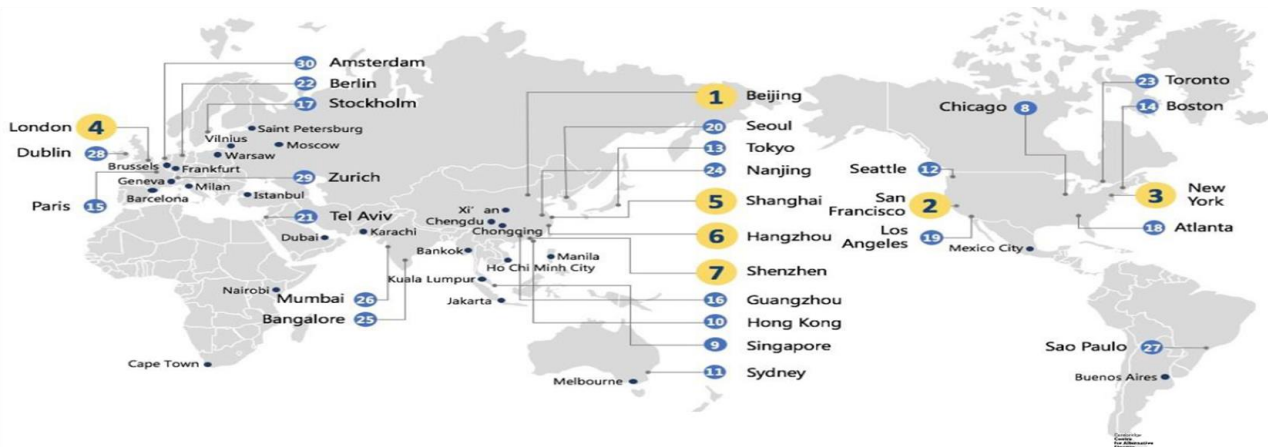 30 Amsterdam
22 Berlin
17 Stockholm
London 4
Dublin 28
Saint Petersburg
Vilnius
Moscow
Warsaw
Brussels
Frankfurt
Geneva
Milan
29 Zurich
Barcelona
Istanbul
Paris 15
21 Tel Aviv
Dubai
Karachi
Nairobi
Mumbai 26
Bangalore 25
Cape Town
1 Beijing
20 Seoul
13 Tokyo
24 Nanjing
5 Shanghai
6 Hangzhou
7 Shenzhen
16 Guangzhou
10 Hong Kong
9 Singapore
11 Sydney
Xi' an
Chengdu
Chongqing
Bankok
Manila
Ho Chi Minh City
Kuala Lumpur
Jakarta
Melbourne
Chicago 8
23 Toronto
14 Boston
Seattle 12
San
Francisco 2
Los
Angeles 19
3 New
York
18 Atlanta
Mexico City
Sao Paulo 27
Buenos Aires